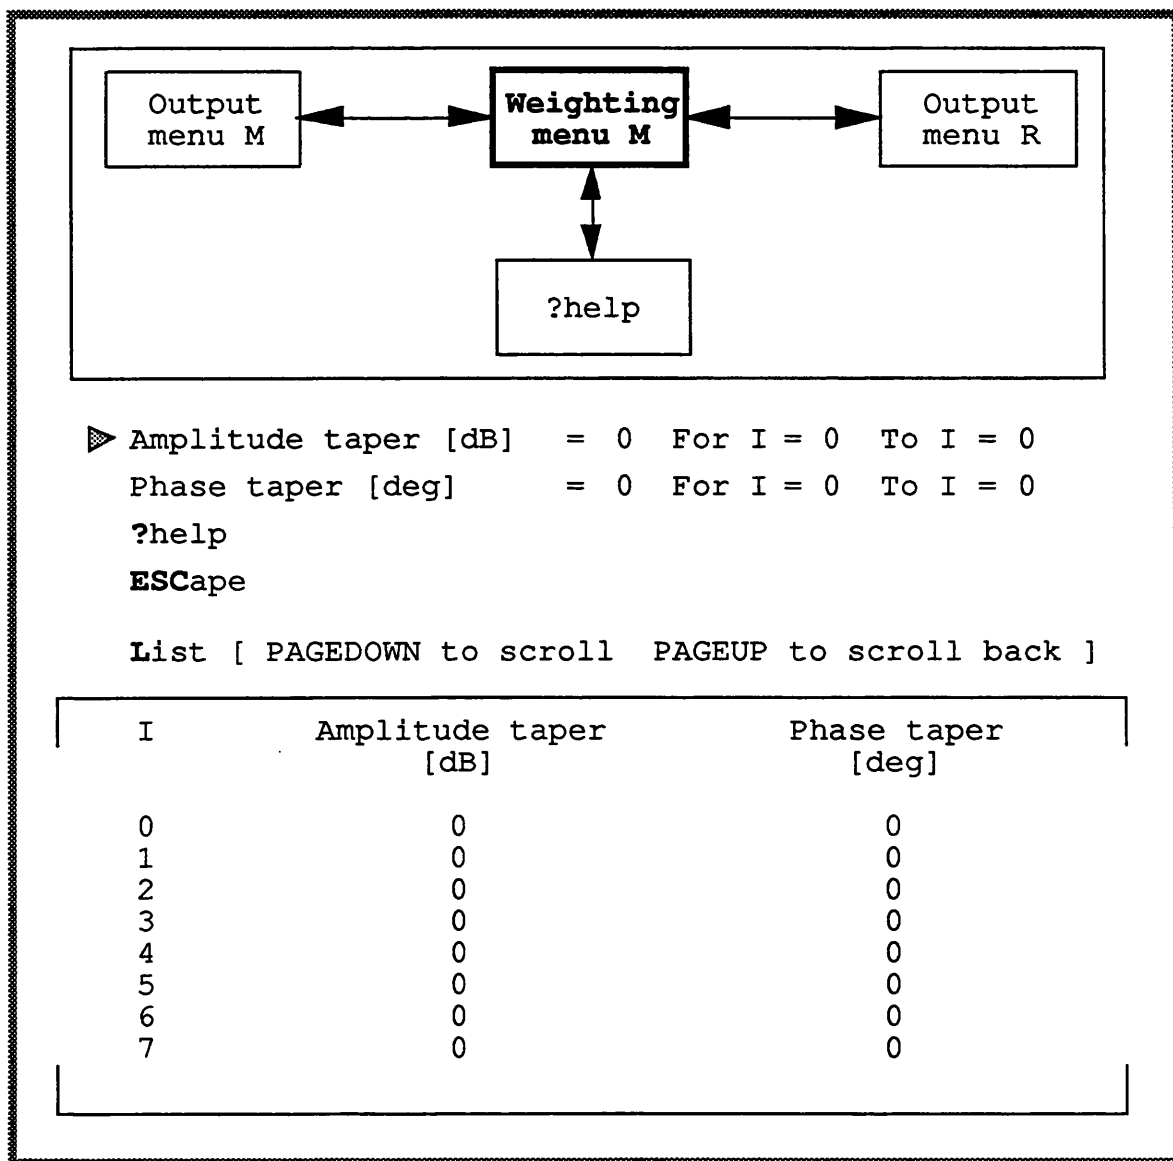 Output menu M
Weighting menu M
Output menu R
?help
Amplitude taper [dB] = 0 For I = 0 To I = 0
Phase taper [deg] = 0 For I = 0 To I = 0
?help
ESCape
List [ PAGEDOWN to scroll PAGEUP to scroll back ]
I Amplitude taper Phase taper
[dB] [deg]
0 0 0
1 0 0
2 0 0
3 0 0
4 0 0
5 0 0
6 0 0
7 0 0